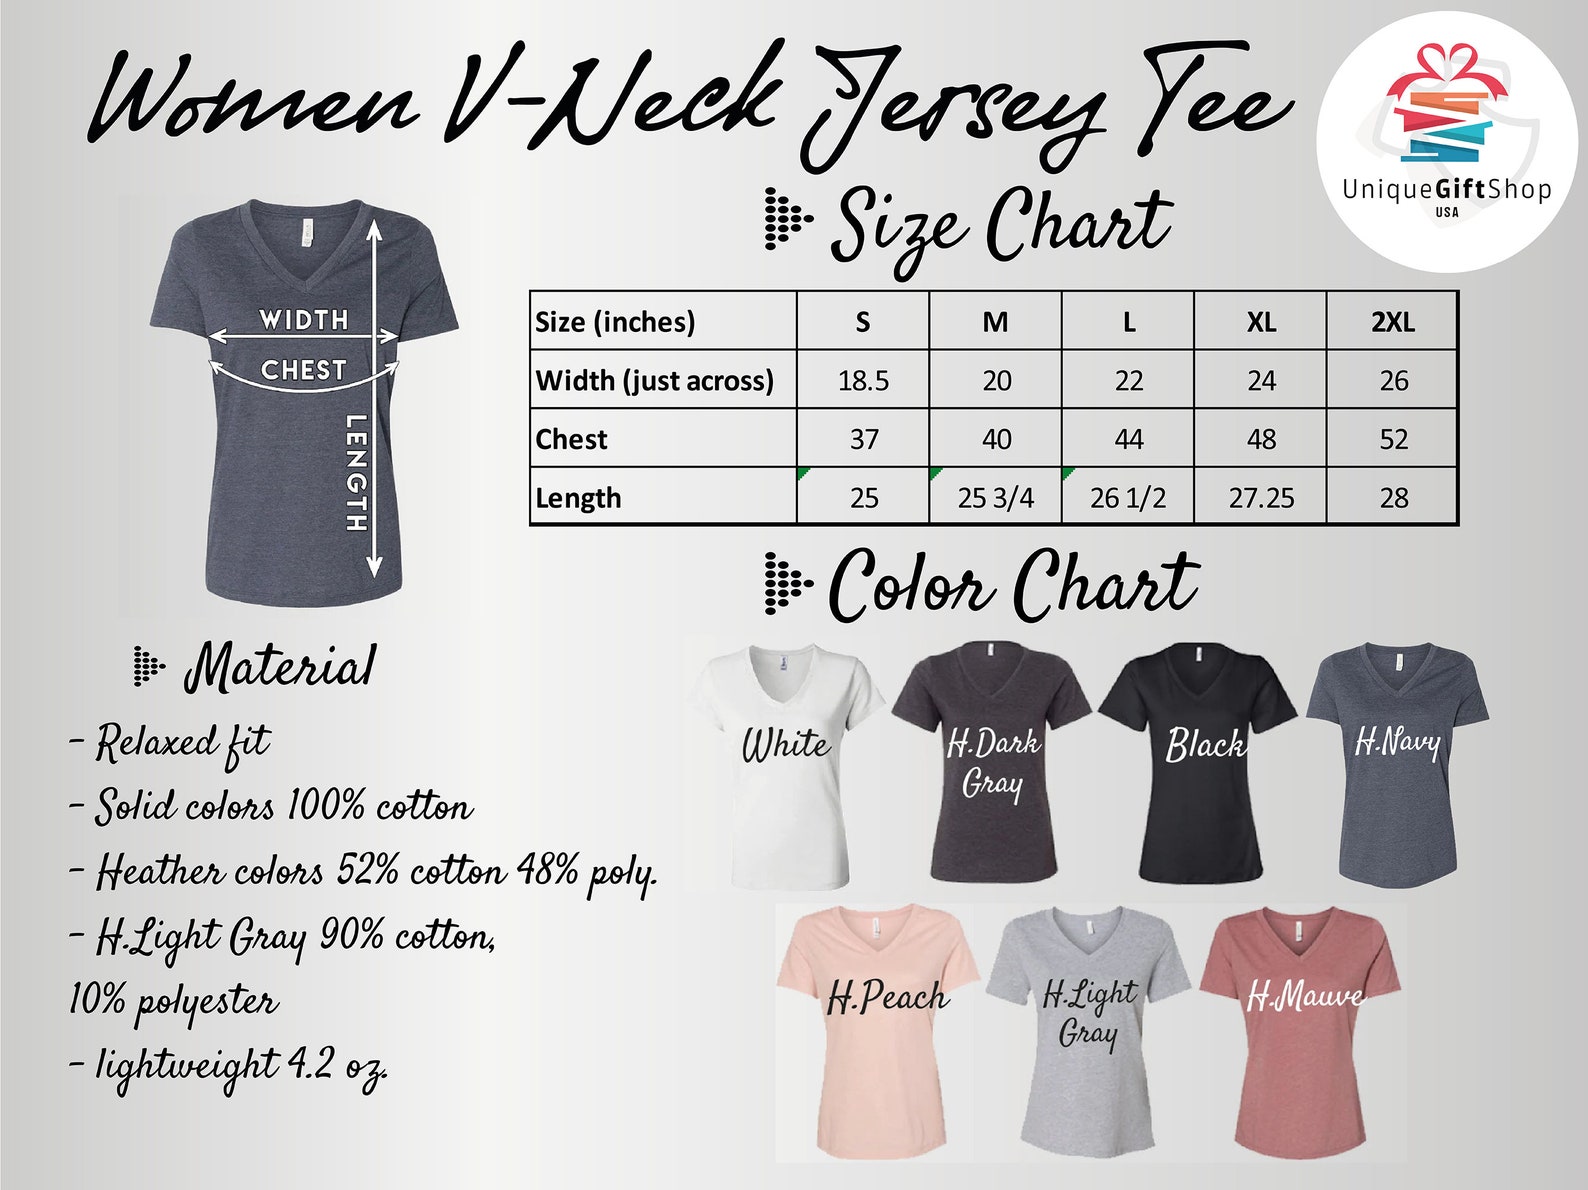 Women V-Neck Jersey Tee
UniqueGiftShop
USA
Size Chart
Size (inches) S M L XL 2XL
Width (just across) 18.5 20 22 24 26
Chest 37 40 44 48 52
Length 25 25 3/4 26 1/2 27.25 28
WIDTH
CHEST
LENGTH
Material
- Relaxed fit
- Solid colors 100% cotton
- Heather colors 52% cotton 48% poly.
- H.Light Gray 90% cotton,
10% polyester
- lightweight 4.2 oz.
Color Chart
White
H.Dark
Gray
Black
H.Navy
H.Peach
H.Light
Gray
H.Mauve